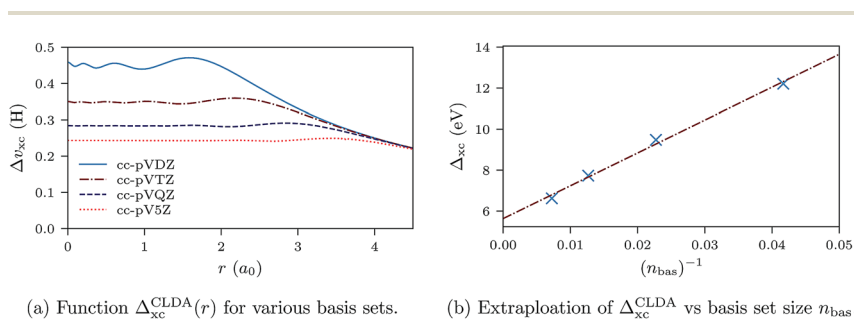 0.5
0.4
0.3
0.2
0.1
0.0
Δv_xc (H)
cc-pVDZ
cc-pVTZ
cc-pVQZ
cc-pV5Z
0 1 2 3 4
r (a_0)
(a) Function Δ_xc^CLDA(r) for various basis sets.
14
12
10
8
6
Δ_xc (eV)
0.00 0.01 0.02 0.03 0.04 0.05
(n_bas)^−1
(b) Extraploation of Δ_xc^CLDA vs basis set size n_bas